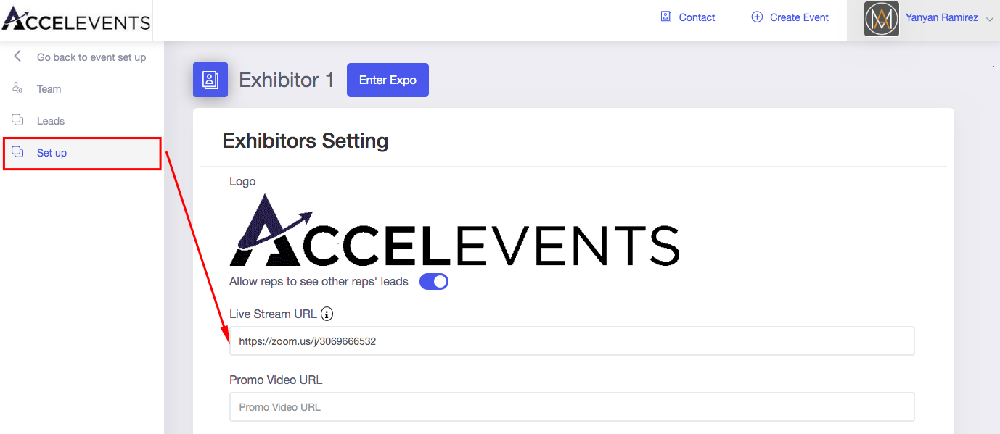 ACCELEVENTS
Contact
Create Event
Yanyan Ramirez
Go back to event set up
Team
Leads
Set up
Exhibitor 1
Enter Expo
Exhibitors Setting
Logo
ACCELEVENTS
Allow reps to see other reps' leads
Live Stream URL
https://zoom.us/j/3069666532
Promo Video URL
Promo Video URL